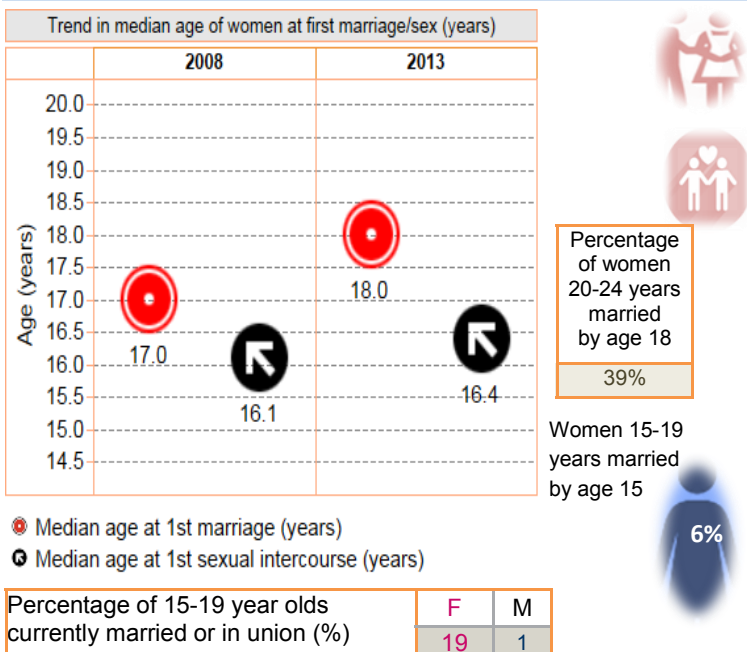 Trend in median age of women at first marriage/sex (years)
2008 2013
20.0
19.5
19.0
18.5
18.0
17.5
17.0
16.5
16.0
15.5
15.0
14.5
Age (years)
17.0
16.1
18.0
16.4
Median age at 1st marriage (years)
Median age at 1st sexual intercourse (years)
Percentage
of women
20-24 years
married
by age 18
39%
Women 15-19
years married
by age 15
6%
Percentage of 15-19 year olds
currently married or in union (%)
F M
19 1